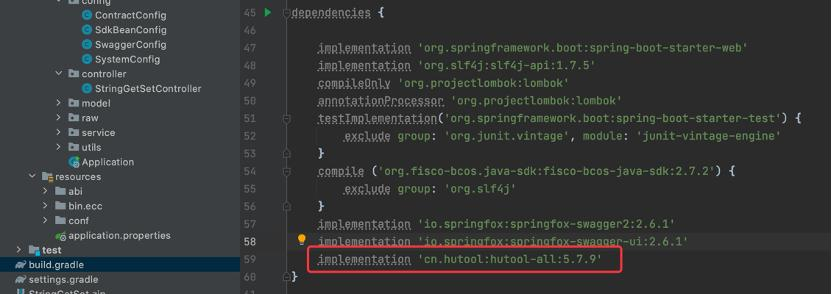 config
ContractConfig
SdkBeanConfig
SwaggerConfig
SystemConfig
controller
StringGetSetController
model
raw
service
utils
Application
resources
abi
bin.ecc
conf
application.properties
test
build.gradle
settings.gradle
StringGetSet.zip
45 dependencies {
46
47 implementation 'org.springframework.boot:spring-boot-starter-web'
48 implementation 'org.slf4j:slf4j-api:1.7.5'
49 compileOnly 'org.projectlombok:lombok'
50 annotationProcessor 'org.projectlombok:lombok'
51 testImplementation('org.springframework.boot:spring-boot-starter-test') {
52 exclude group: 'org.junit.vintage', module: 'junit-vintage-engine'
53 }
54 compile ('org.fisco-bcos.java-sdk:fisco-bcos-java-sdk:2.7.2') {
55 exclude group: 'org.slf4j'
56 }
57 implementation 'io.springfox:springfox-swagger2:2.6.1'
58 implementation 'io.springfox:springfox-swagger-ui:2.6.1'
59 implementation 'cn.hutool:hutool-all:5.7.9'
60 }